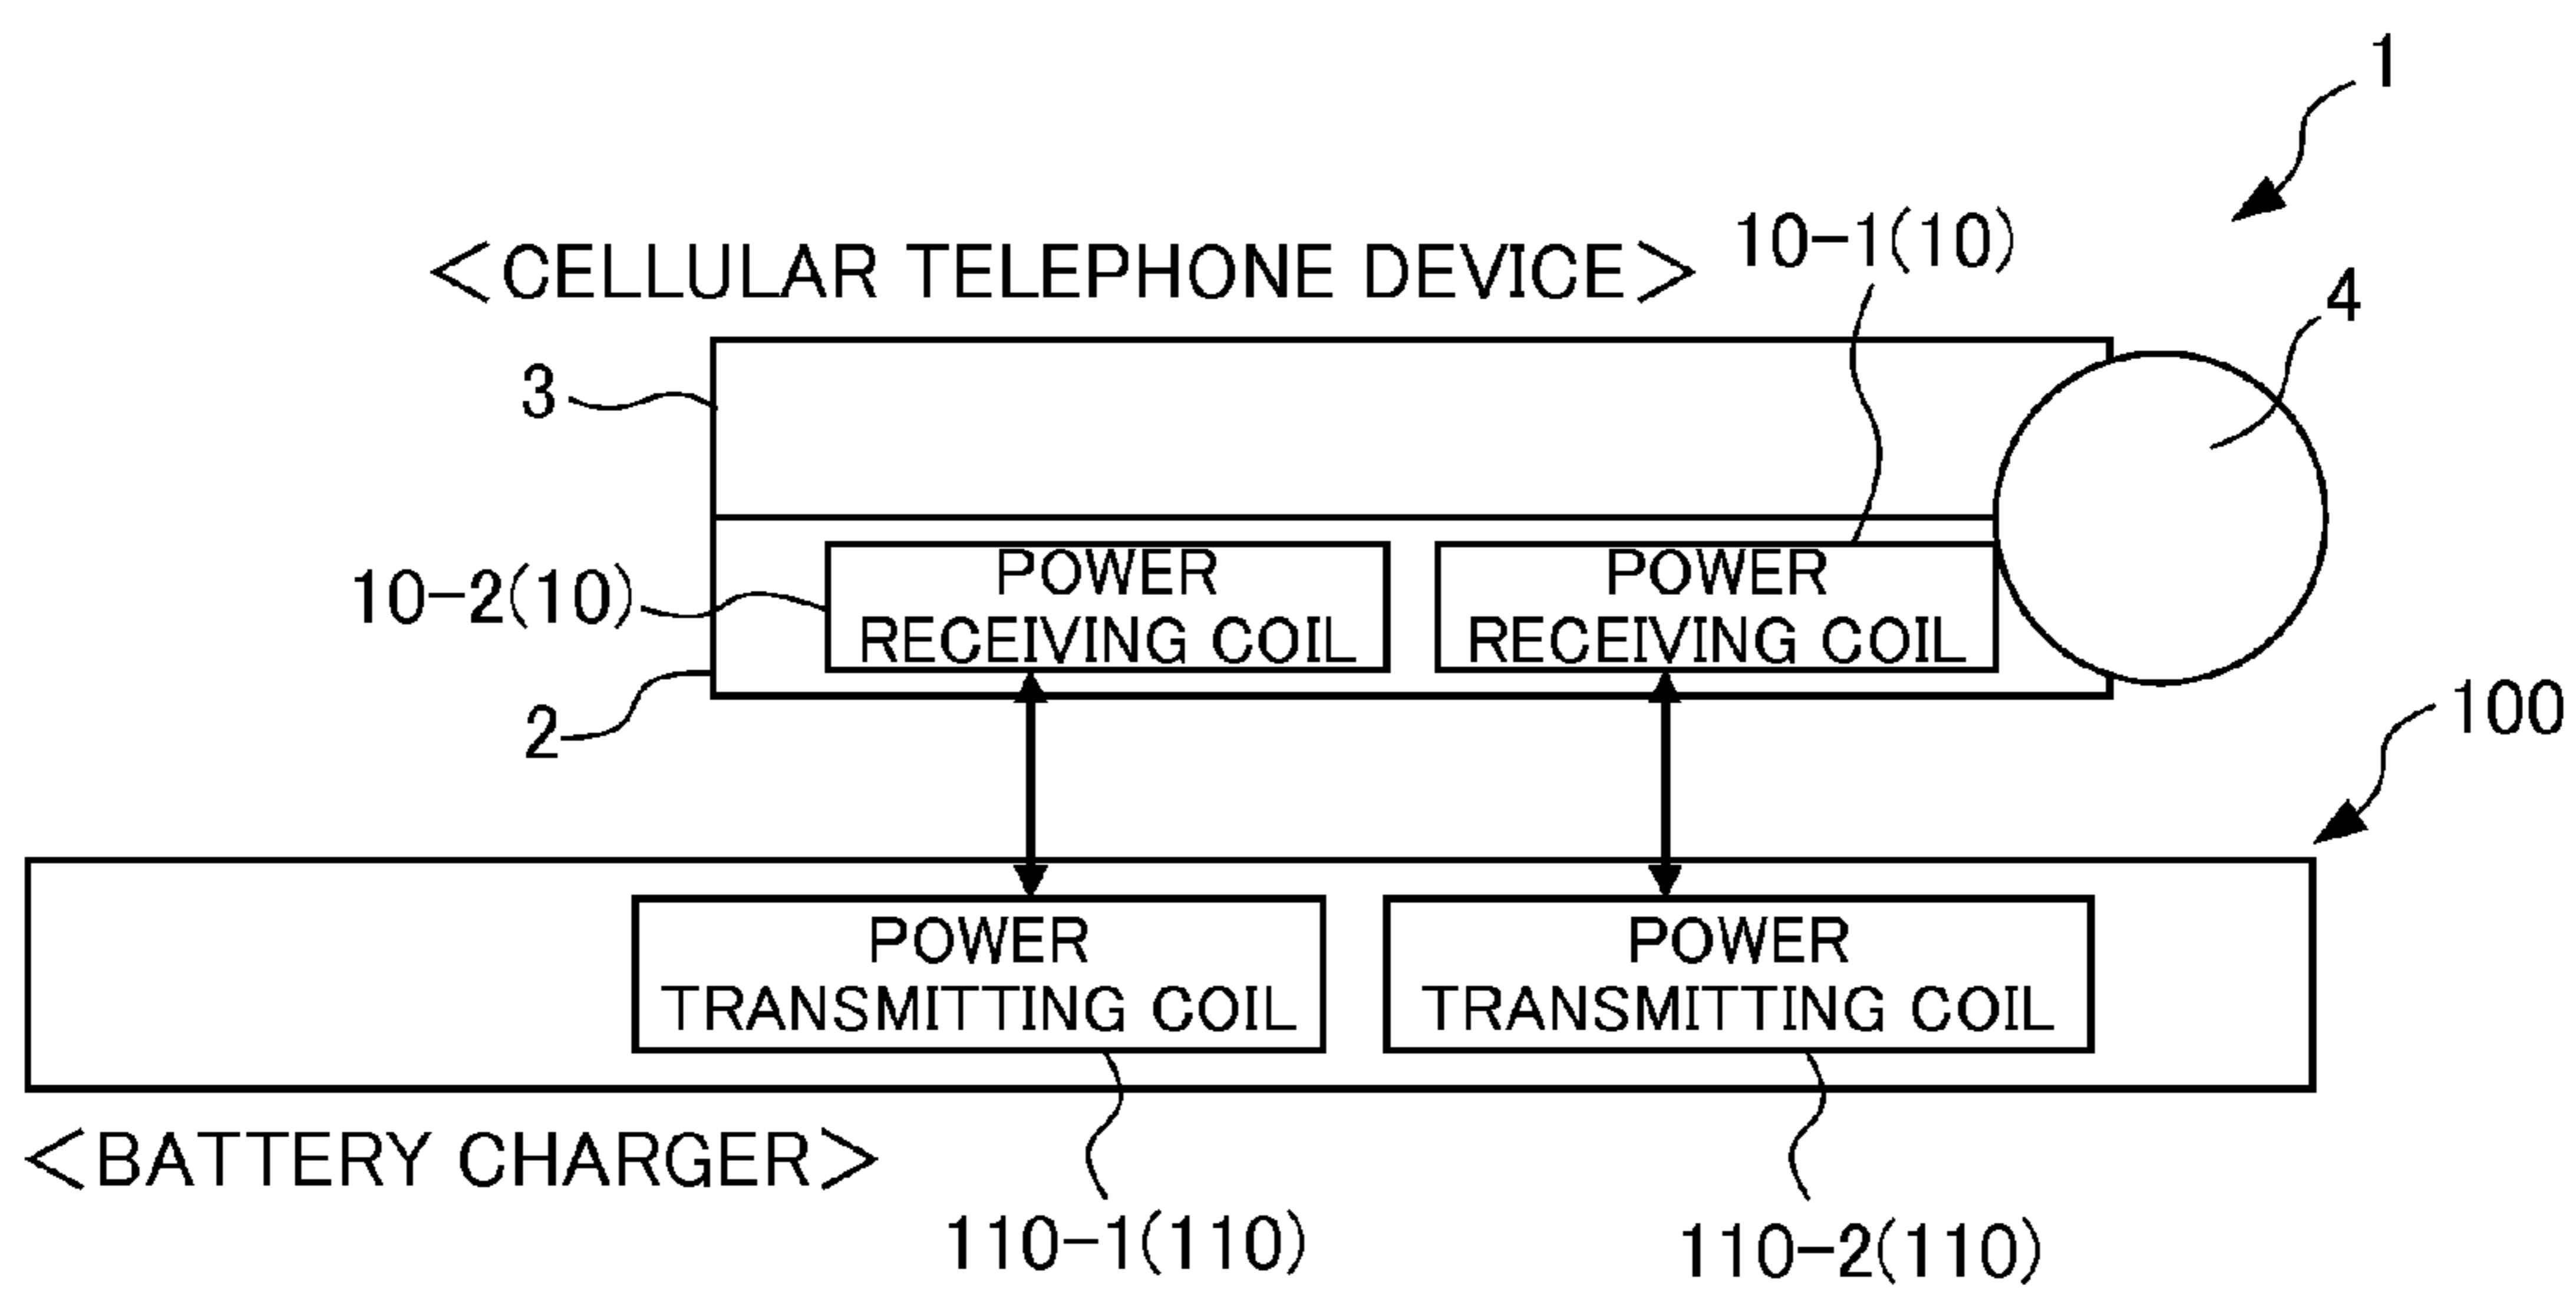 1
<CELLULAR TELEPHONE DEVICE>
10-1(10)
4
3
10-2(10)
POWER
RECEIVING COIL
POWER
RECEIVING COIL
2
100
POWER
TRANSMITTING COIL
POWER
TRANSMITTING COIL
<BATTERY CHARGER>
110-1(110)
110-2(110)